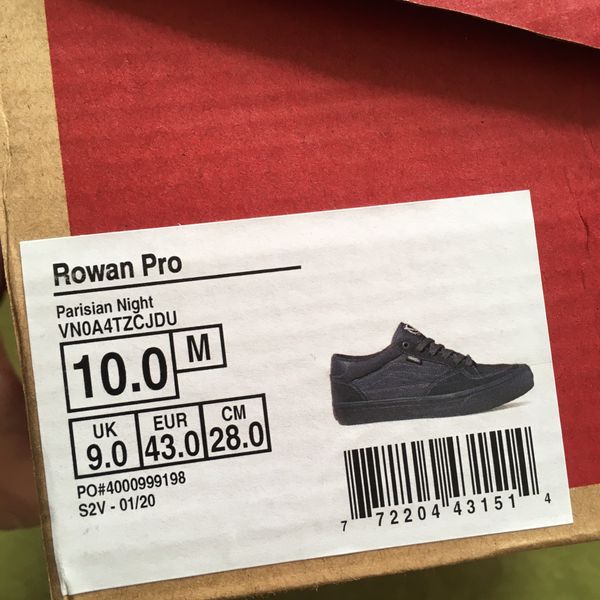 Rowan Pro
Parisian Night
VN0A4TZCJDU
10.0 M
UK EUR CM
9.0 43.0 28.0
PO#4000999198
S2V - 01/20
7 72204 43151 4